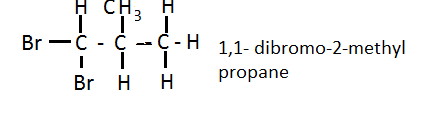 H CH3 H
Br — C - C -- C - H
Br H H
1,1- dibromo-2-methyl
propane